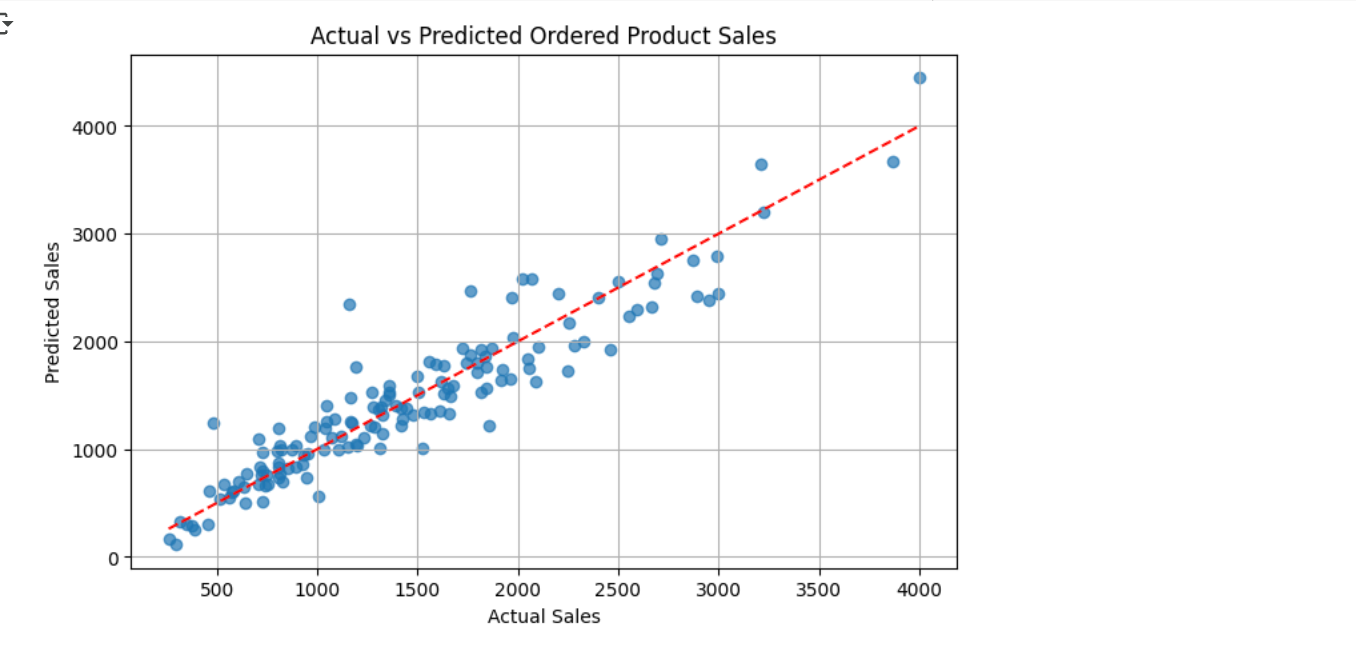 Actual vs Predicted Ordered Product Sales
4000
3000
2000
1000
0
Predicted Sales
500 1000 1500 2000 2500 3000 3500 4000
Actual Sales